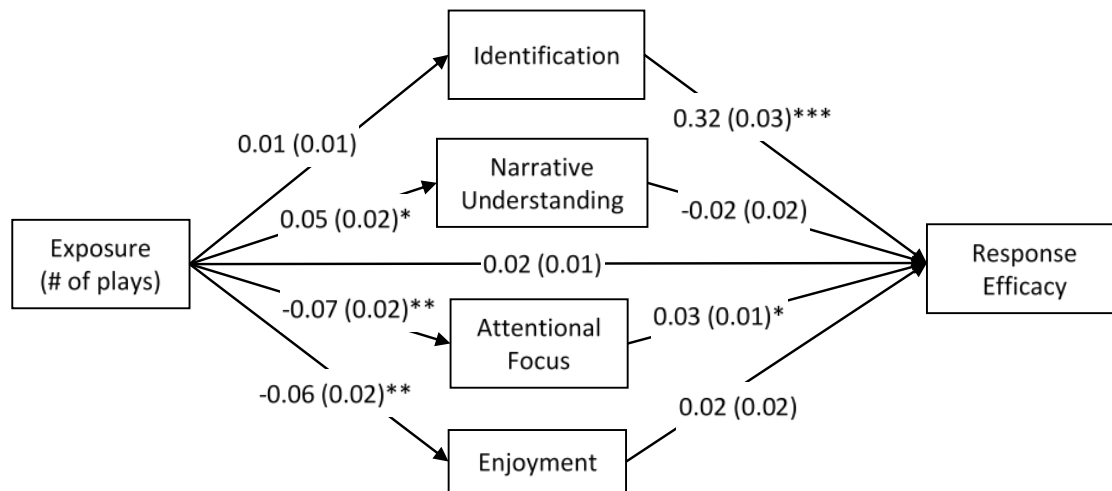 Identification
0.32 (0.03)***
0.01 (0.01)
Narrative
Understanding
0.05 (0.02)*
-0.02 (0.02)
Exposure
(# of plays)
0.02 (0.01)
Response
Efficacy
-0.07 (0.02)**
Attentional
Focus
0.03 (0.01)*
-0.06 (0.02)**
0.02 (0.02)
Enjoyment